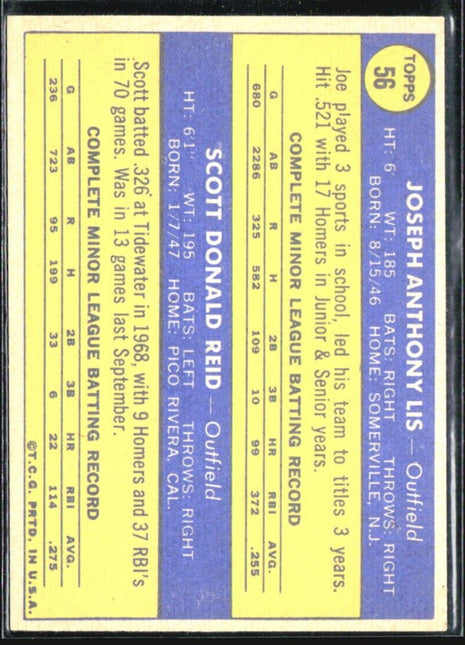 TOPPS
56
JOSEPH ANTHONY LIS — Outfield
HT: 6' WT: 185 BATS: RIGHT THROWS: RIGHT
BORN: 8/15/46 HOME: SOMERVILLE, N.J.
Joe played 3 sports in school, led his team to titles 3 years.
Hit .521 with 17 Homers in Junior & Senior years.
COMPLETE MINOR LEAGUE BATTING RECORD
G AB R H 2B 3B HR RBI AVG.
680 2286 325 582 109 10 99 372 .255
SCOTT DONALD REID — Outfield
HT: 6'1" WT: 195 BATS: LEFT THROWS: RIGHT
BORN: 1/7/47 HOME: PICO RIVERA, CAL.
Scott batted .326 at Tidewater in 1968, with 9 Homers and 37 RBI's
in 70 games. Was in 13 games last September.
COMPLETE MINOR LEAGUE BATTING RECORD
G AB R H 2B 3B HR RBI AVG.
236 723 95 199 33 6 22 114 .275
©T.C.G. PRTD. IN U.S.A.